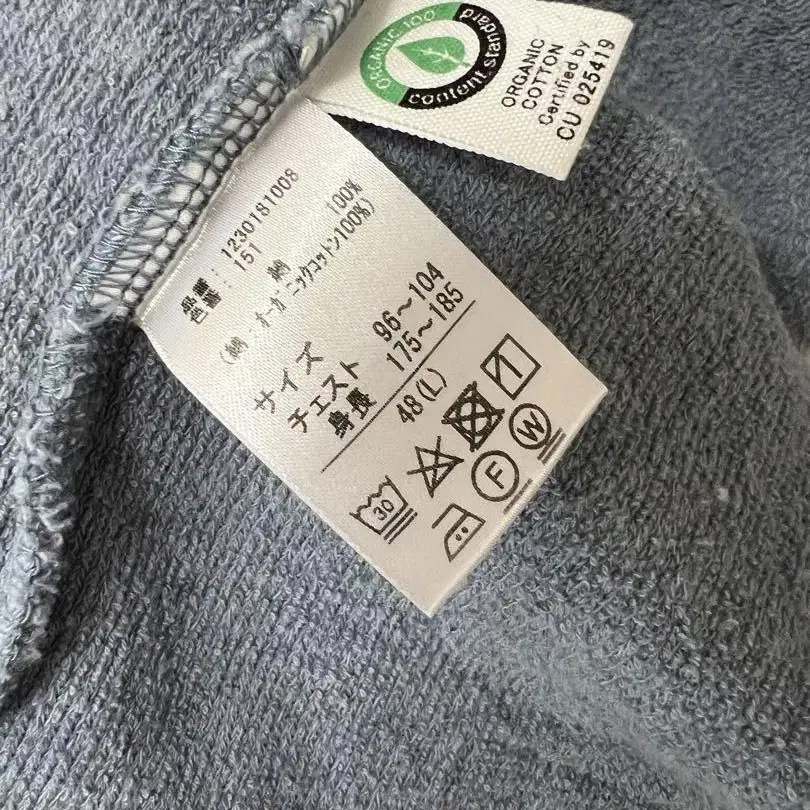 ORGANIC 100
content standard
ORGANIC
COTTON
Certified by
CU 025419
品番: 1230181008
色番: 151
綿 100%
(綿・オーガニックコットン100%)
サイズ
チェスト 96～104
身長 175～185
48(L)
30
F
W